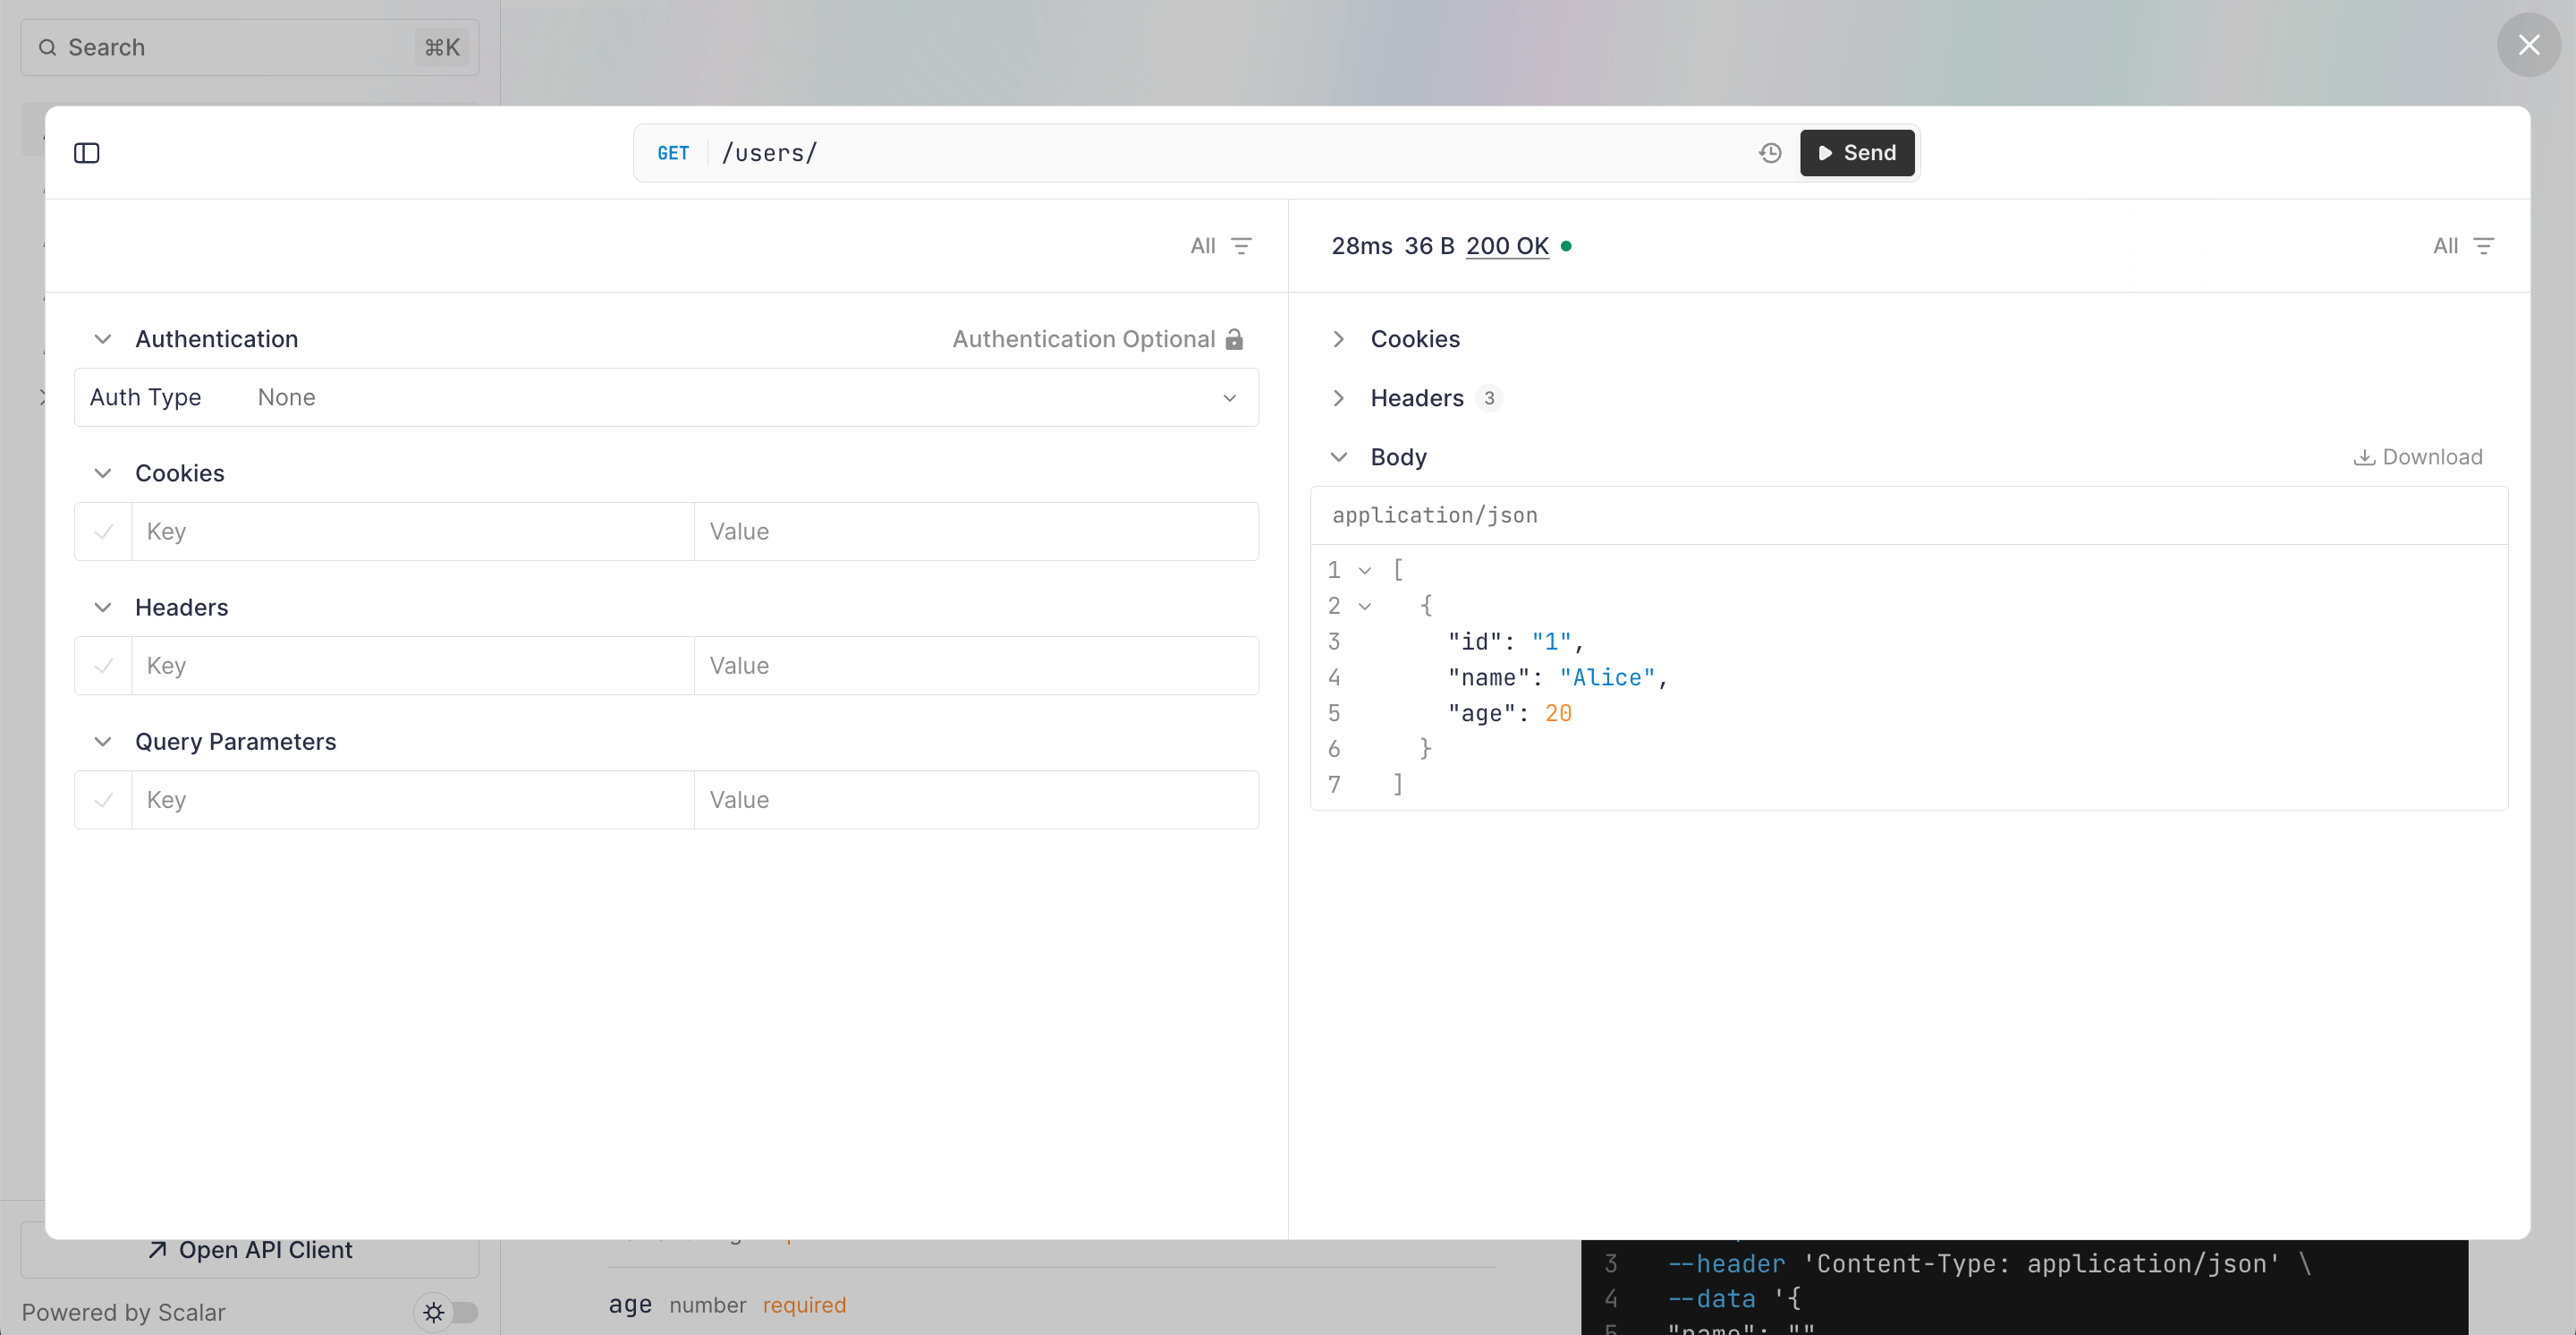 Search
⌘K
GET /users/
Send
All
28ms 36 B 200 OK
All
Authentication
Authentication Optional
Auth Type None
Cookies
Key Value
Headers
Key Value
Query Parameters
Key Value
Cookies
Headers 3
Body
Download
application/json
1 [
2 {
3 "id": "1",
4 "name": "Alice",
5 "age": 20
6 }
7 ]
Open API Client
Powered by Scalar
age number required
3 --header 'Content-Type: application/json' \
4 --data '{
5 "name": ""